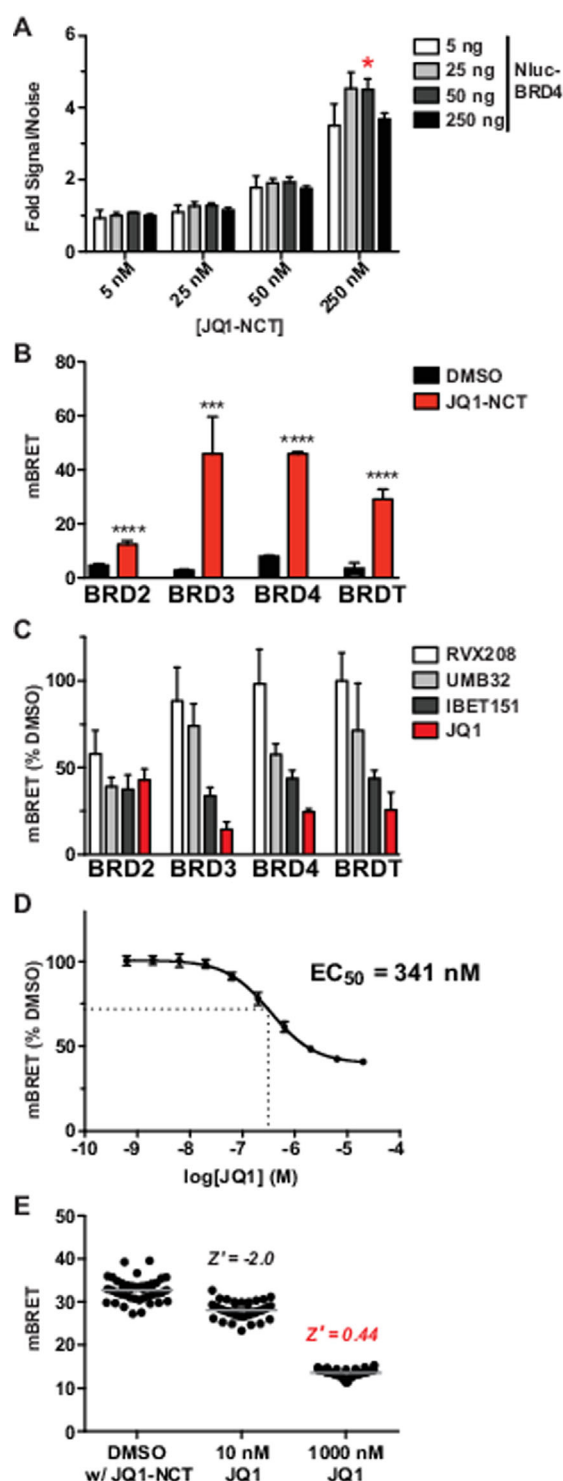 A
Fold Signal/Noise
6
4
2
0
*
5 ng
25 ng
50 ng
250 ng
Nluc-
BRD4
5 nM
25 nM
50 nM
250 nM
[JQ1-NCT]
B
mBRET
80
60
40
20
0
DMSO
JQ1-NCT
****
***
****
****
BRD2 BRD3 BRD4 BRDT
C
mBRET (% DMSO)
100
50
0
RVX208
UMB32
IBET151
JQ1
BRD2 BRD3 BRD4 BRDT
D
mBRET (% DMSO)
100
50
0
EC50 = 341 nM
-10 -9 -8 -7 -6 -5 -4
log[JQ1] (M)
E
mBRET
50
40
30
20
10
0
Z' = -2.0
Z' = 0.44
DMSO 10 nM 1000 nM
w/ JQ1-NCT JQ1 JQ1